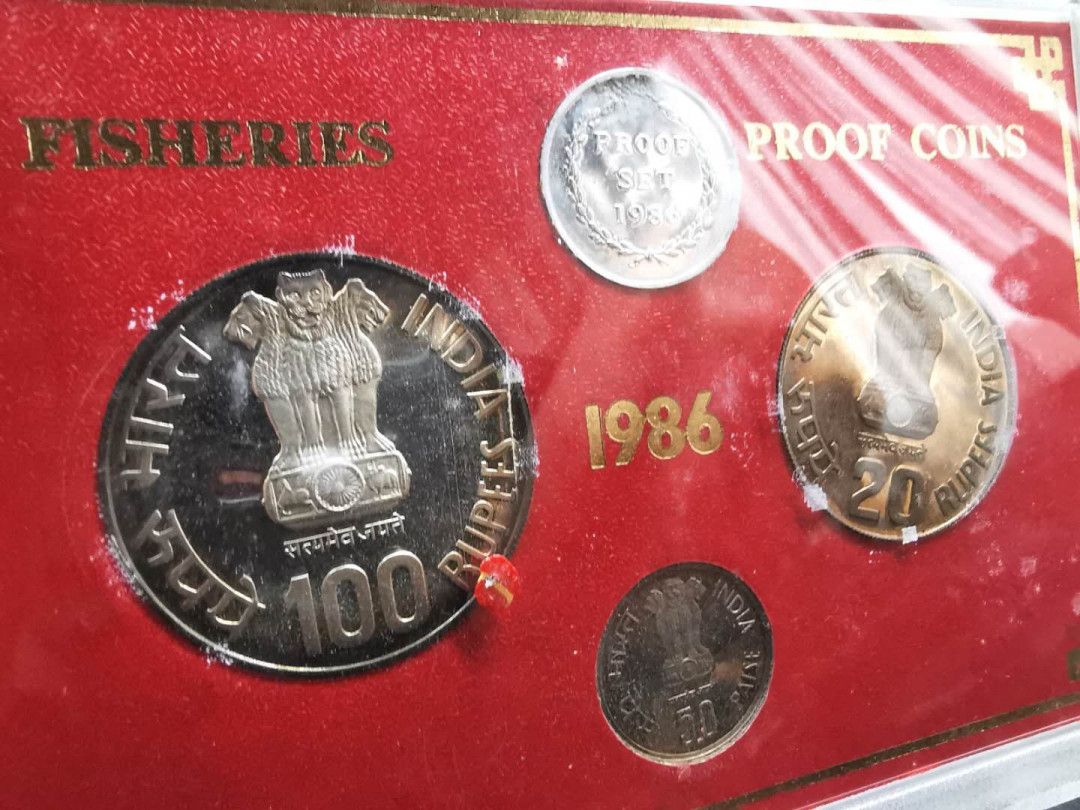 FISHERIES
PROOF COINS
PROOF
SET
1986
भारत
INDIA
सत्यमेव जयते
रुपये
100
RUPEES
1986
भारत
INDIA
सत्यमेव जयते
रुपये
20
RUPEES
भारत
INDIA
पैसे
50
PAISE